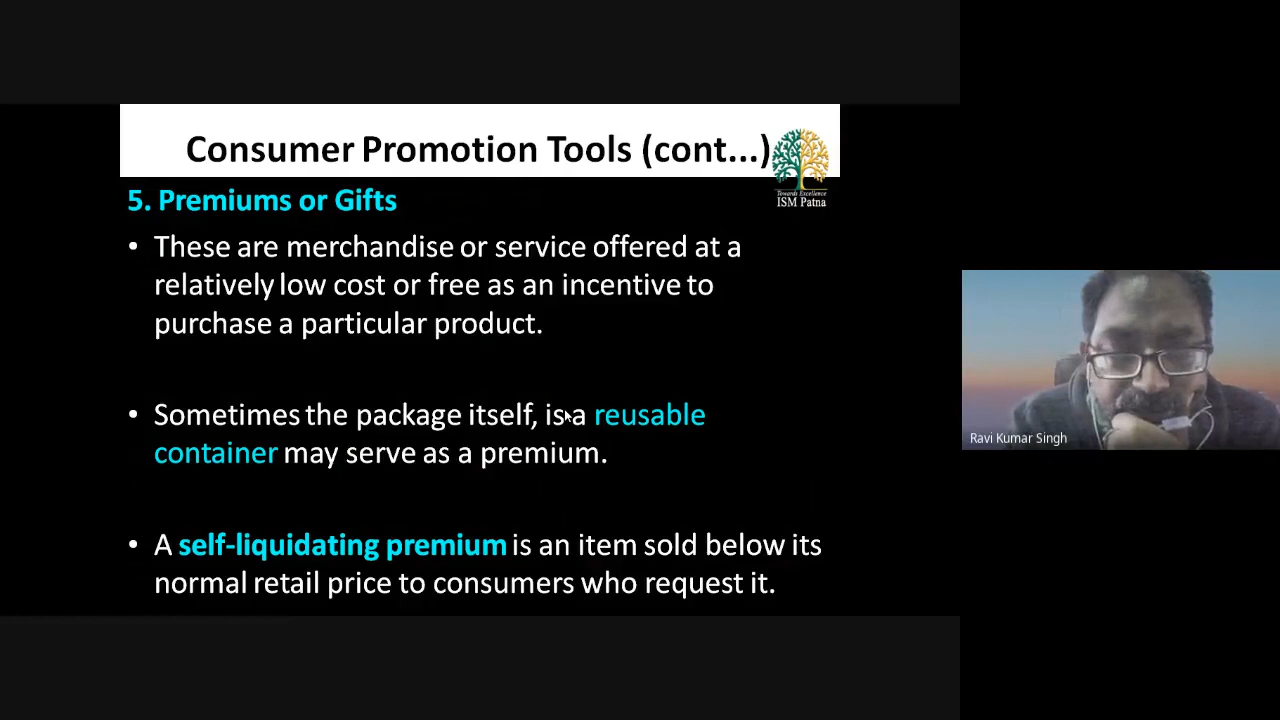 Consumer Promotion Tools (cont...)
Towards Excellence
ISM Patna
5. Premiums or Gifts
• These are merchandise or service offered at a
relatively low cost or free as an incentive to
purchase a particular product.
• Sometimes the package itself, is a reusable
container may serve as a premium.
• A self-liquidating premium is an item sold below its
normal retail price to consumers who request it.
Ravi Kumar Singh